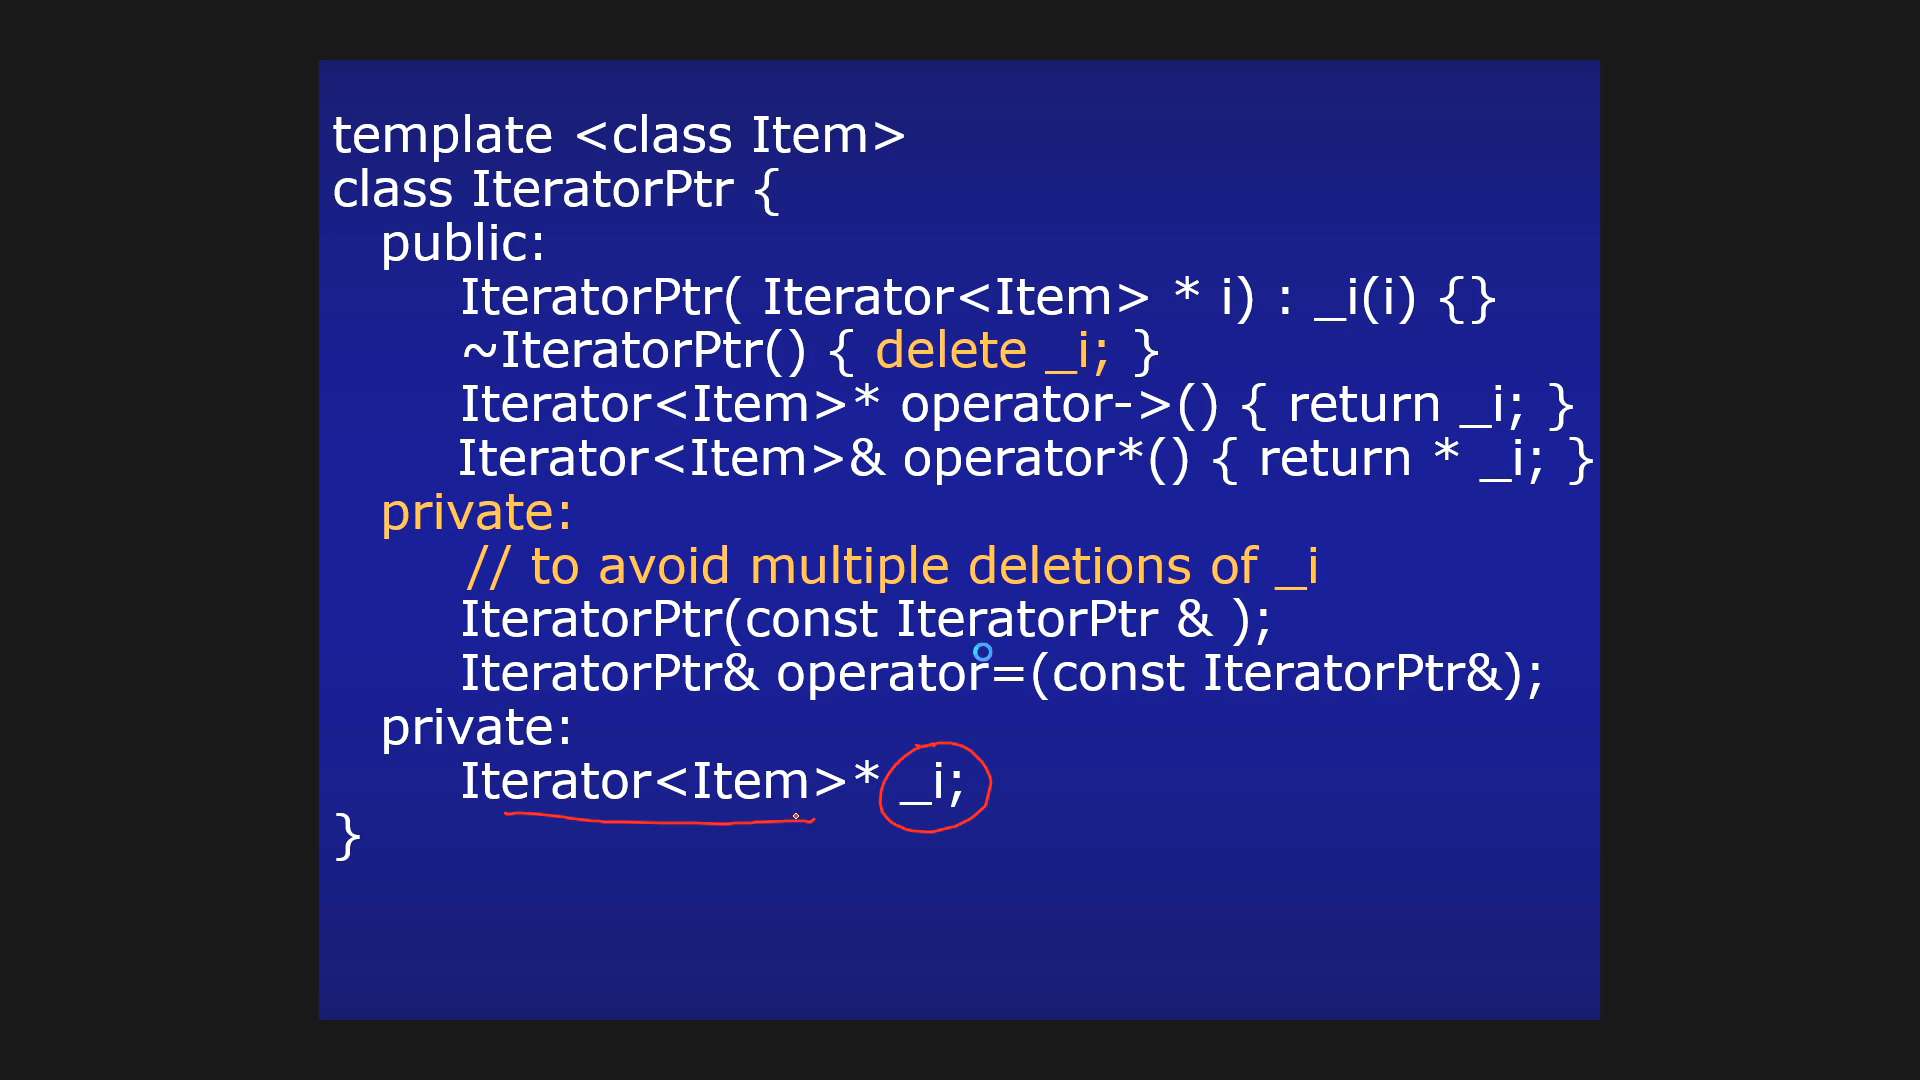 template <class Item>
class IteratorPtr {
public:
IteratorPtr( Iterator<Item> * i) : _i(i) {}
~IteratorPtr() { delete _i; }
Iterator<Item>* operator->() { return _i; }
Iterator<Item>& operator*() { return * _i; }
private:
// to avoid multiple deletions of _i
IteratorPtr(const IteratorPtr & );
IteratorPtr& operator=(const IteratorPtr&);
private:
Iterator<Item>* _i;
}